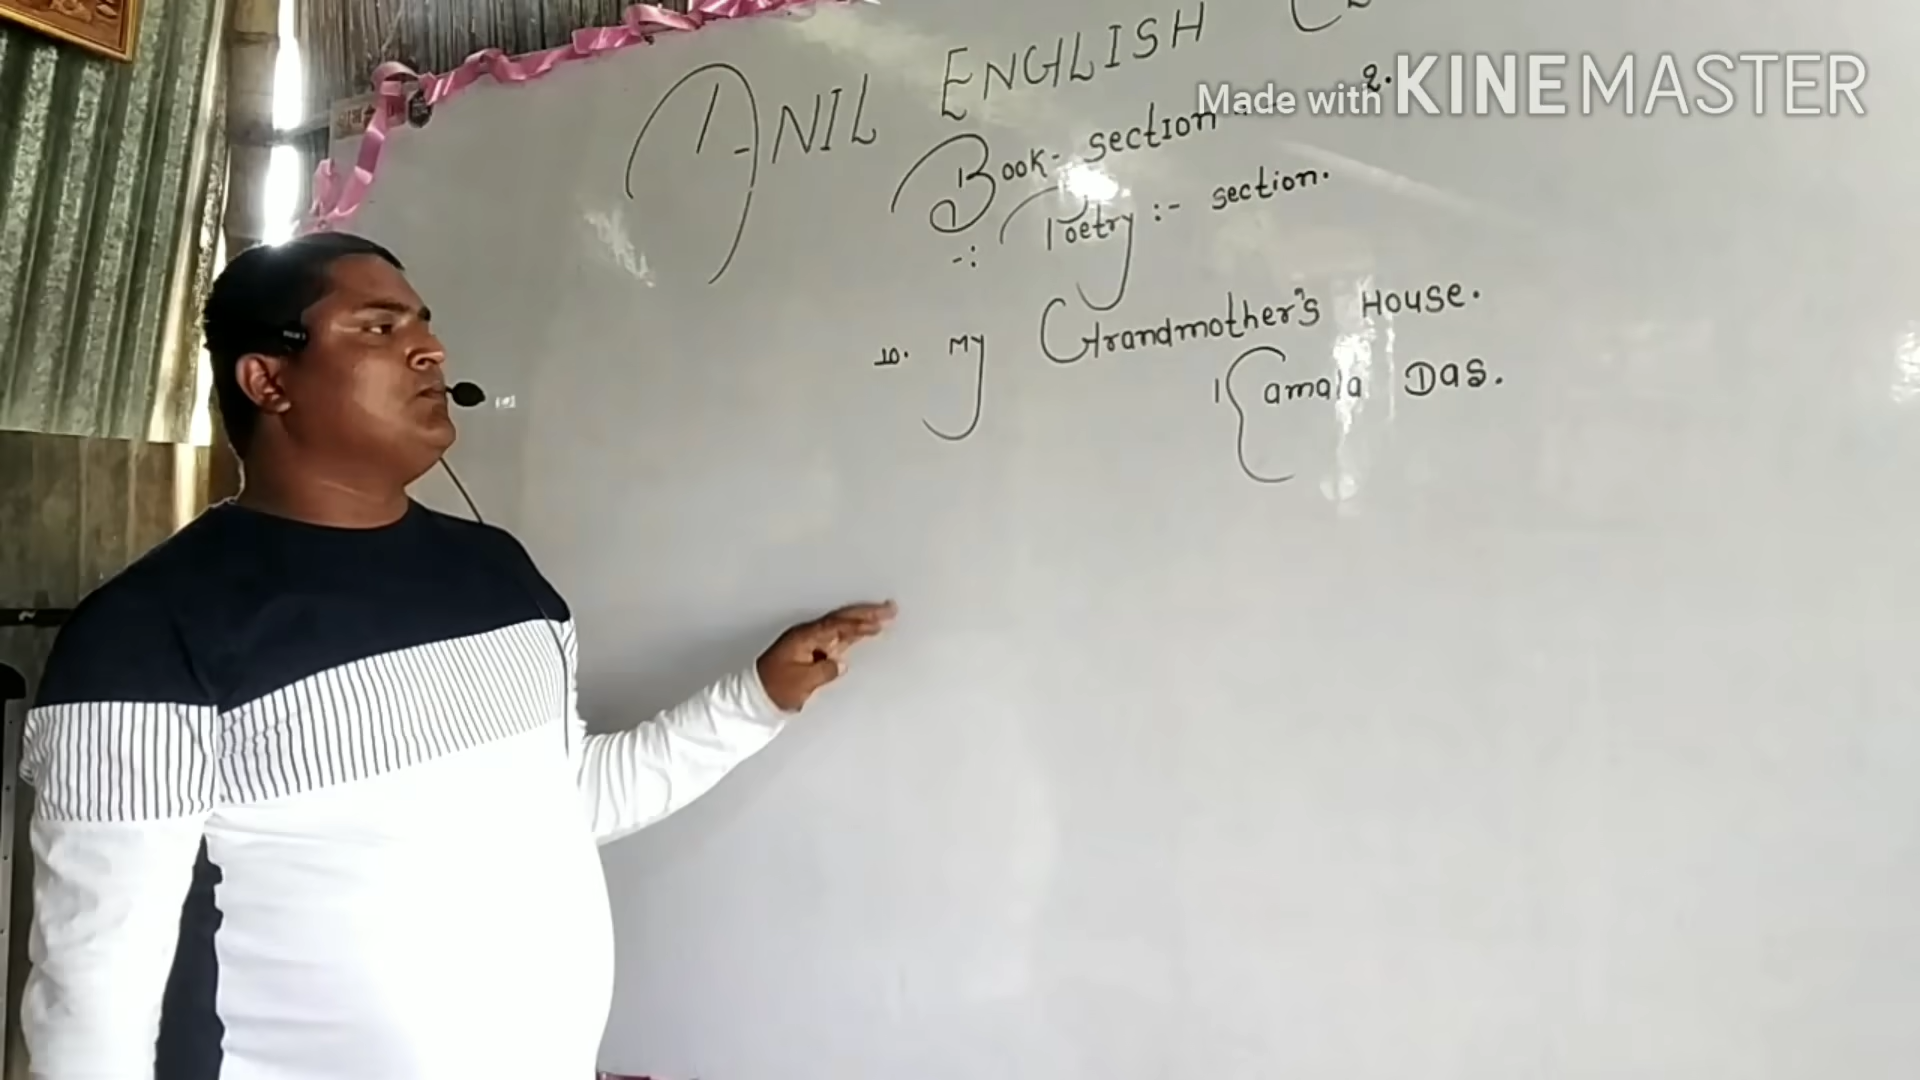 ANIL ENGLISH
Made with KINEMASTER
Book- section - 2.
-: Poetry :- section.
10. My Grandmother's House.
Kamala Das.